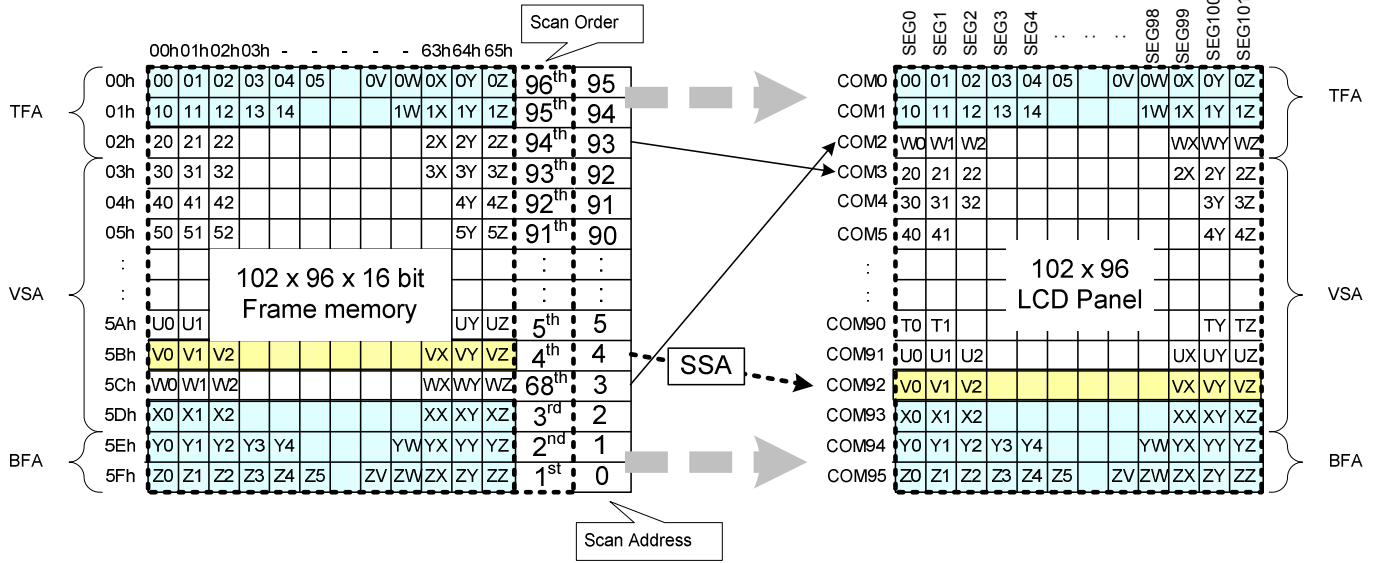 Scan Order
SEG0 SEG1 SEG2 SEG3 SEG4 .. .. .. SEG98 SEG99 SEG100 SEG101
00h 01h 02h 03h - - - - - 63h 64h 65h
00h 00 01 02 03 04 05 0V 0W 0X 0Y 0Z 96th 95 COM0 00 01 02 03 04 05 0V 0W 0X 0Y 0Z
TFA TFA
01h 10 11 12 13 14 1W 1X 1Y 1Z 95th 94 COM1 10 11 12 13 14 1W 1X 1Y 1Z
02h 20 21 22 2X 2Y 2Z 94th 93 COM2 W0 W1 W2 WX WY WZ
03h 30 31 32 3X 3Y 3Z 93th 92 COM3 20 21 22 2X 2Y 2Z
04h 40 41 42 4Y 4Z 92th 91 COM4 30 31 32 3Y 3Z
05h 50 51 52 5Y 5Z 91th 90 COM5 40 41 4Y 4Z
: : : :
102 x 96 x 16 bit 102 x 96
VSA VSA
Frame memory LCD Panel
: : : :
5Ah U0 U1 UY UZ 5th 5 COM90 T0 T1 TY TZ
5Bh V0 V1 V2 VX VY VZ 4th 4 SSA COM91 U0 U1 U2 UX UY UZ
5Ch W0 W1 W2 WX WY WZ 68th 3 COM92 V0 V1 V2 VX VY VZ
5Dh X0 X1 X2 XX XY XZ 3rd 2 COM93 X0 X1 X2 XX XY XZ
5Eh Y0 Y1 Y2 Y3 Y4 YW YX YY YZ 2nd 1 COM94 Y0 Y1 Y2 Y3 Y4 YW YX YY YZ
BFA BFA
5Fh Z0 Z1 Z2 Z3 Z4 Z5 ZV ZW ZX ZY ZZ 1st 0 COM95 Z0 Z1 Z2 Z3 Z4 Z5 ZV ZW ZX ZY ZZ
Scan Address